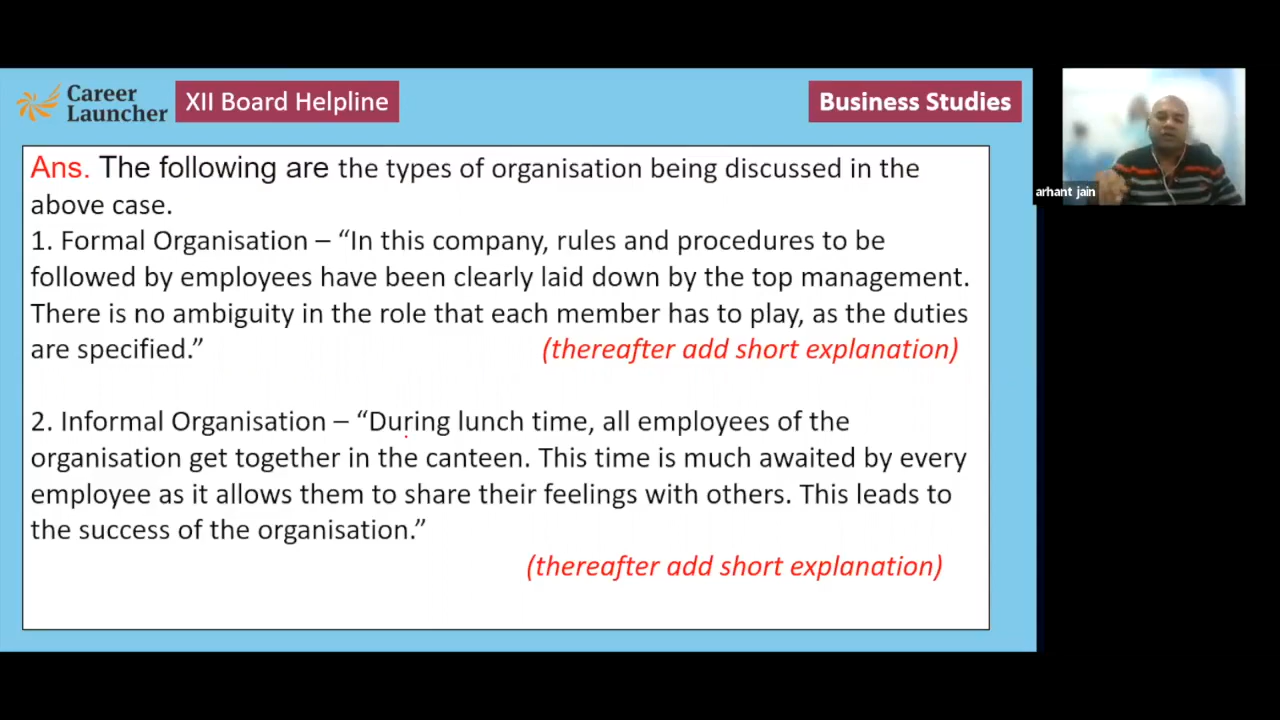 Career
Launcher
XII Board Helpline
Business Studies
Ans. The following are the types of organisation being discussed in the
above case.
1. Formal Organisation – “In this company, rules and procedures to be
followed by employees have been clearly laid down by the top management.
There is no ambiguity in the role that each member has to play, as the duties
are specified.” (thereafter add short explanation)
2. Informal Organisation – “During lunch time, all employees of the
organisation get together in the canteen. This time is much awaited by every
employee as it allows them to share their feelings with others. This leads to
the success of the organisation.”
(thereafter add short explanation)
arhant jain